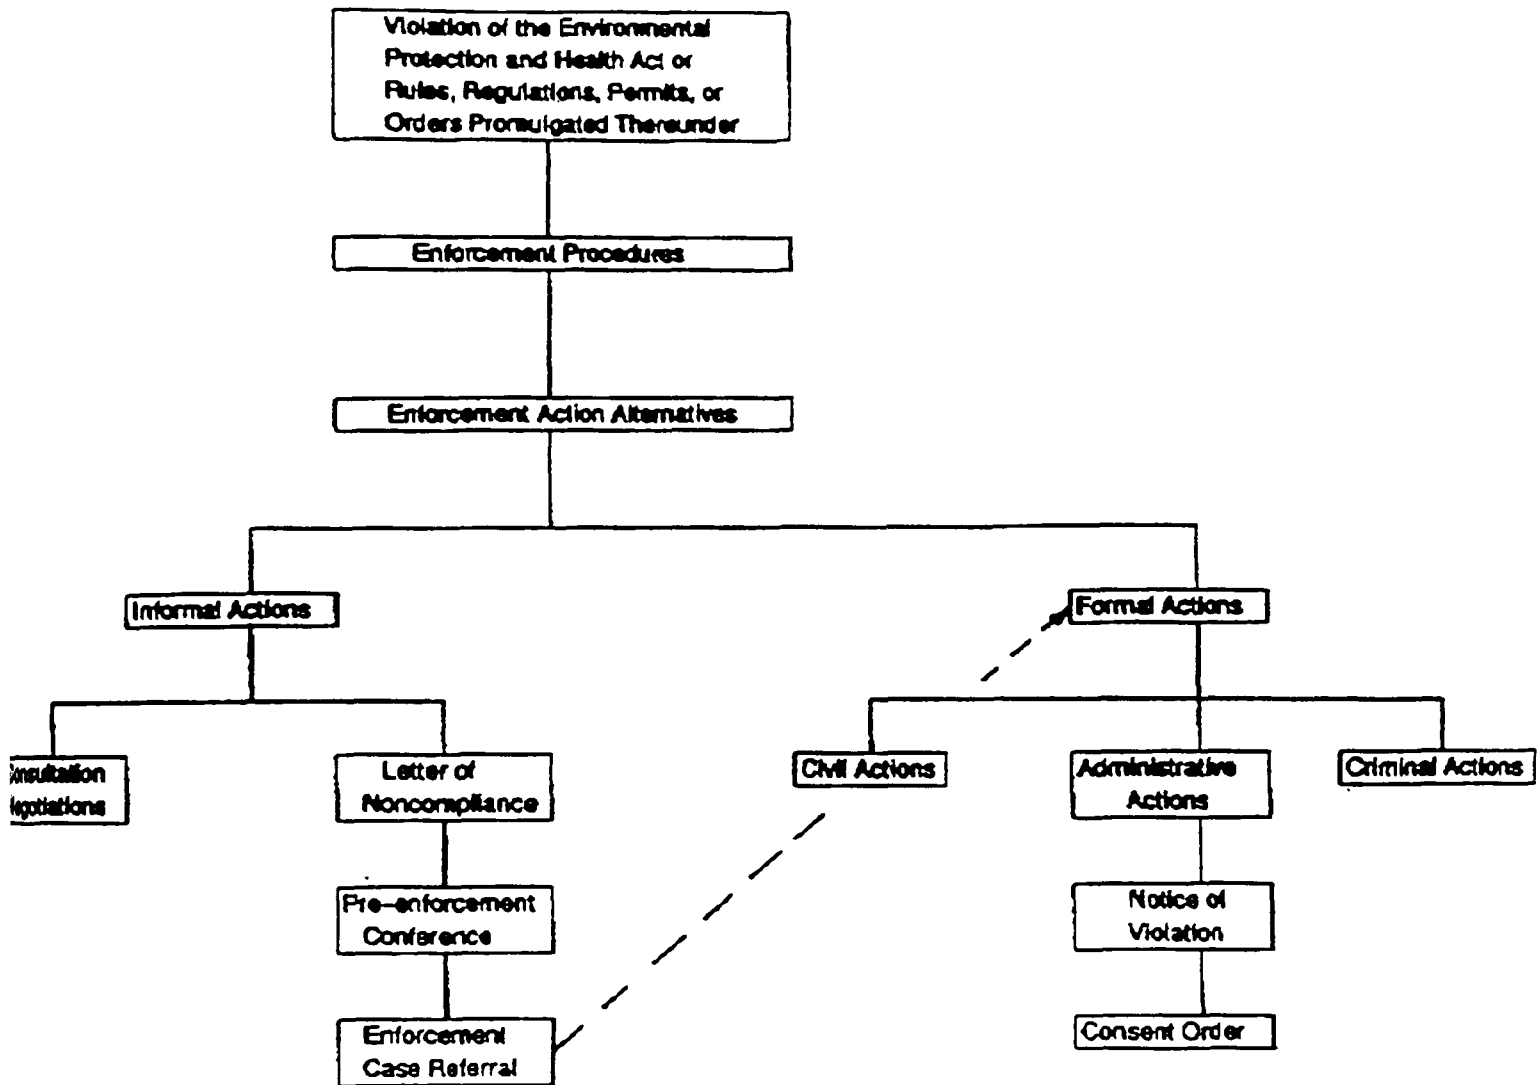 Violation of the Environmental
Protection and Health Act or
Rules, Regulations, Permits, or
Orders Promulgated Thereunder
Enforcement Procedures
Enforcement Action Alternatives
Informal Actions
Formal Actions
Letter of
Noncompliance
Civil Actions
Administrative
Actions
Criminal Actions
Pre-enforcement
Conference
Notice of
Violation
Enforcement
Case Referral
Consent Order